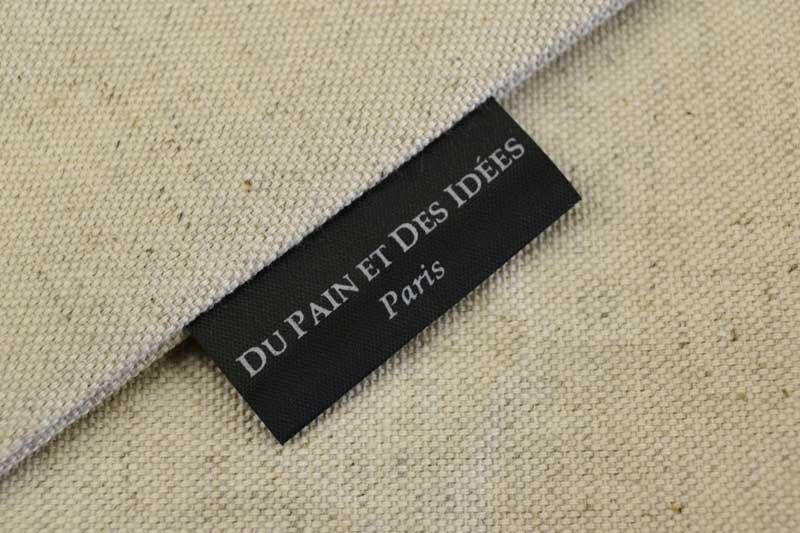 DU PAIN ET DES IDÉES
Paris